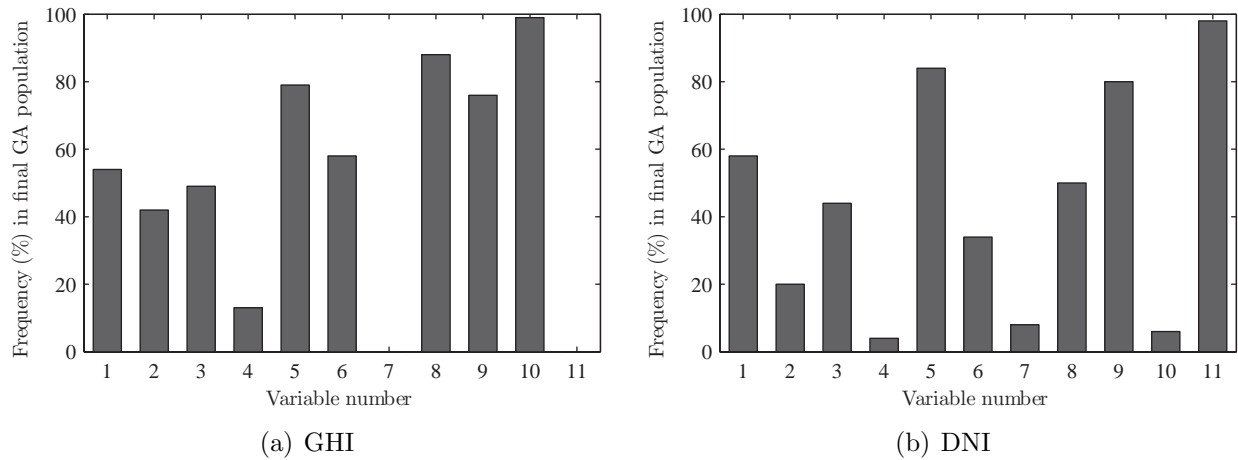 Frequency (%) in final GA population
100
80
60
40
20
0
1 2 3 4 5 6 7 8 9 10 11
Variable number
(a) GHI
Frequency (%) in final GA population
100
80
60
40
20
0
1 2 3 4 5 6 7 8 9 10 11
Variable number
(b) DNI